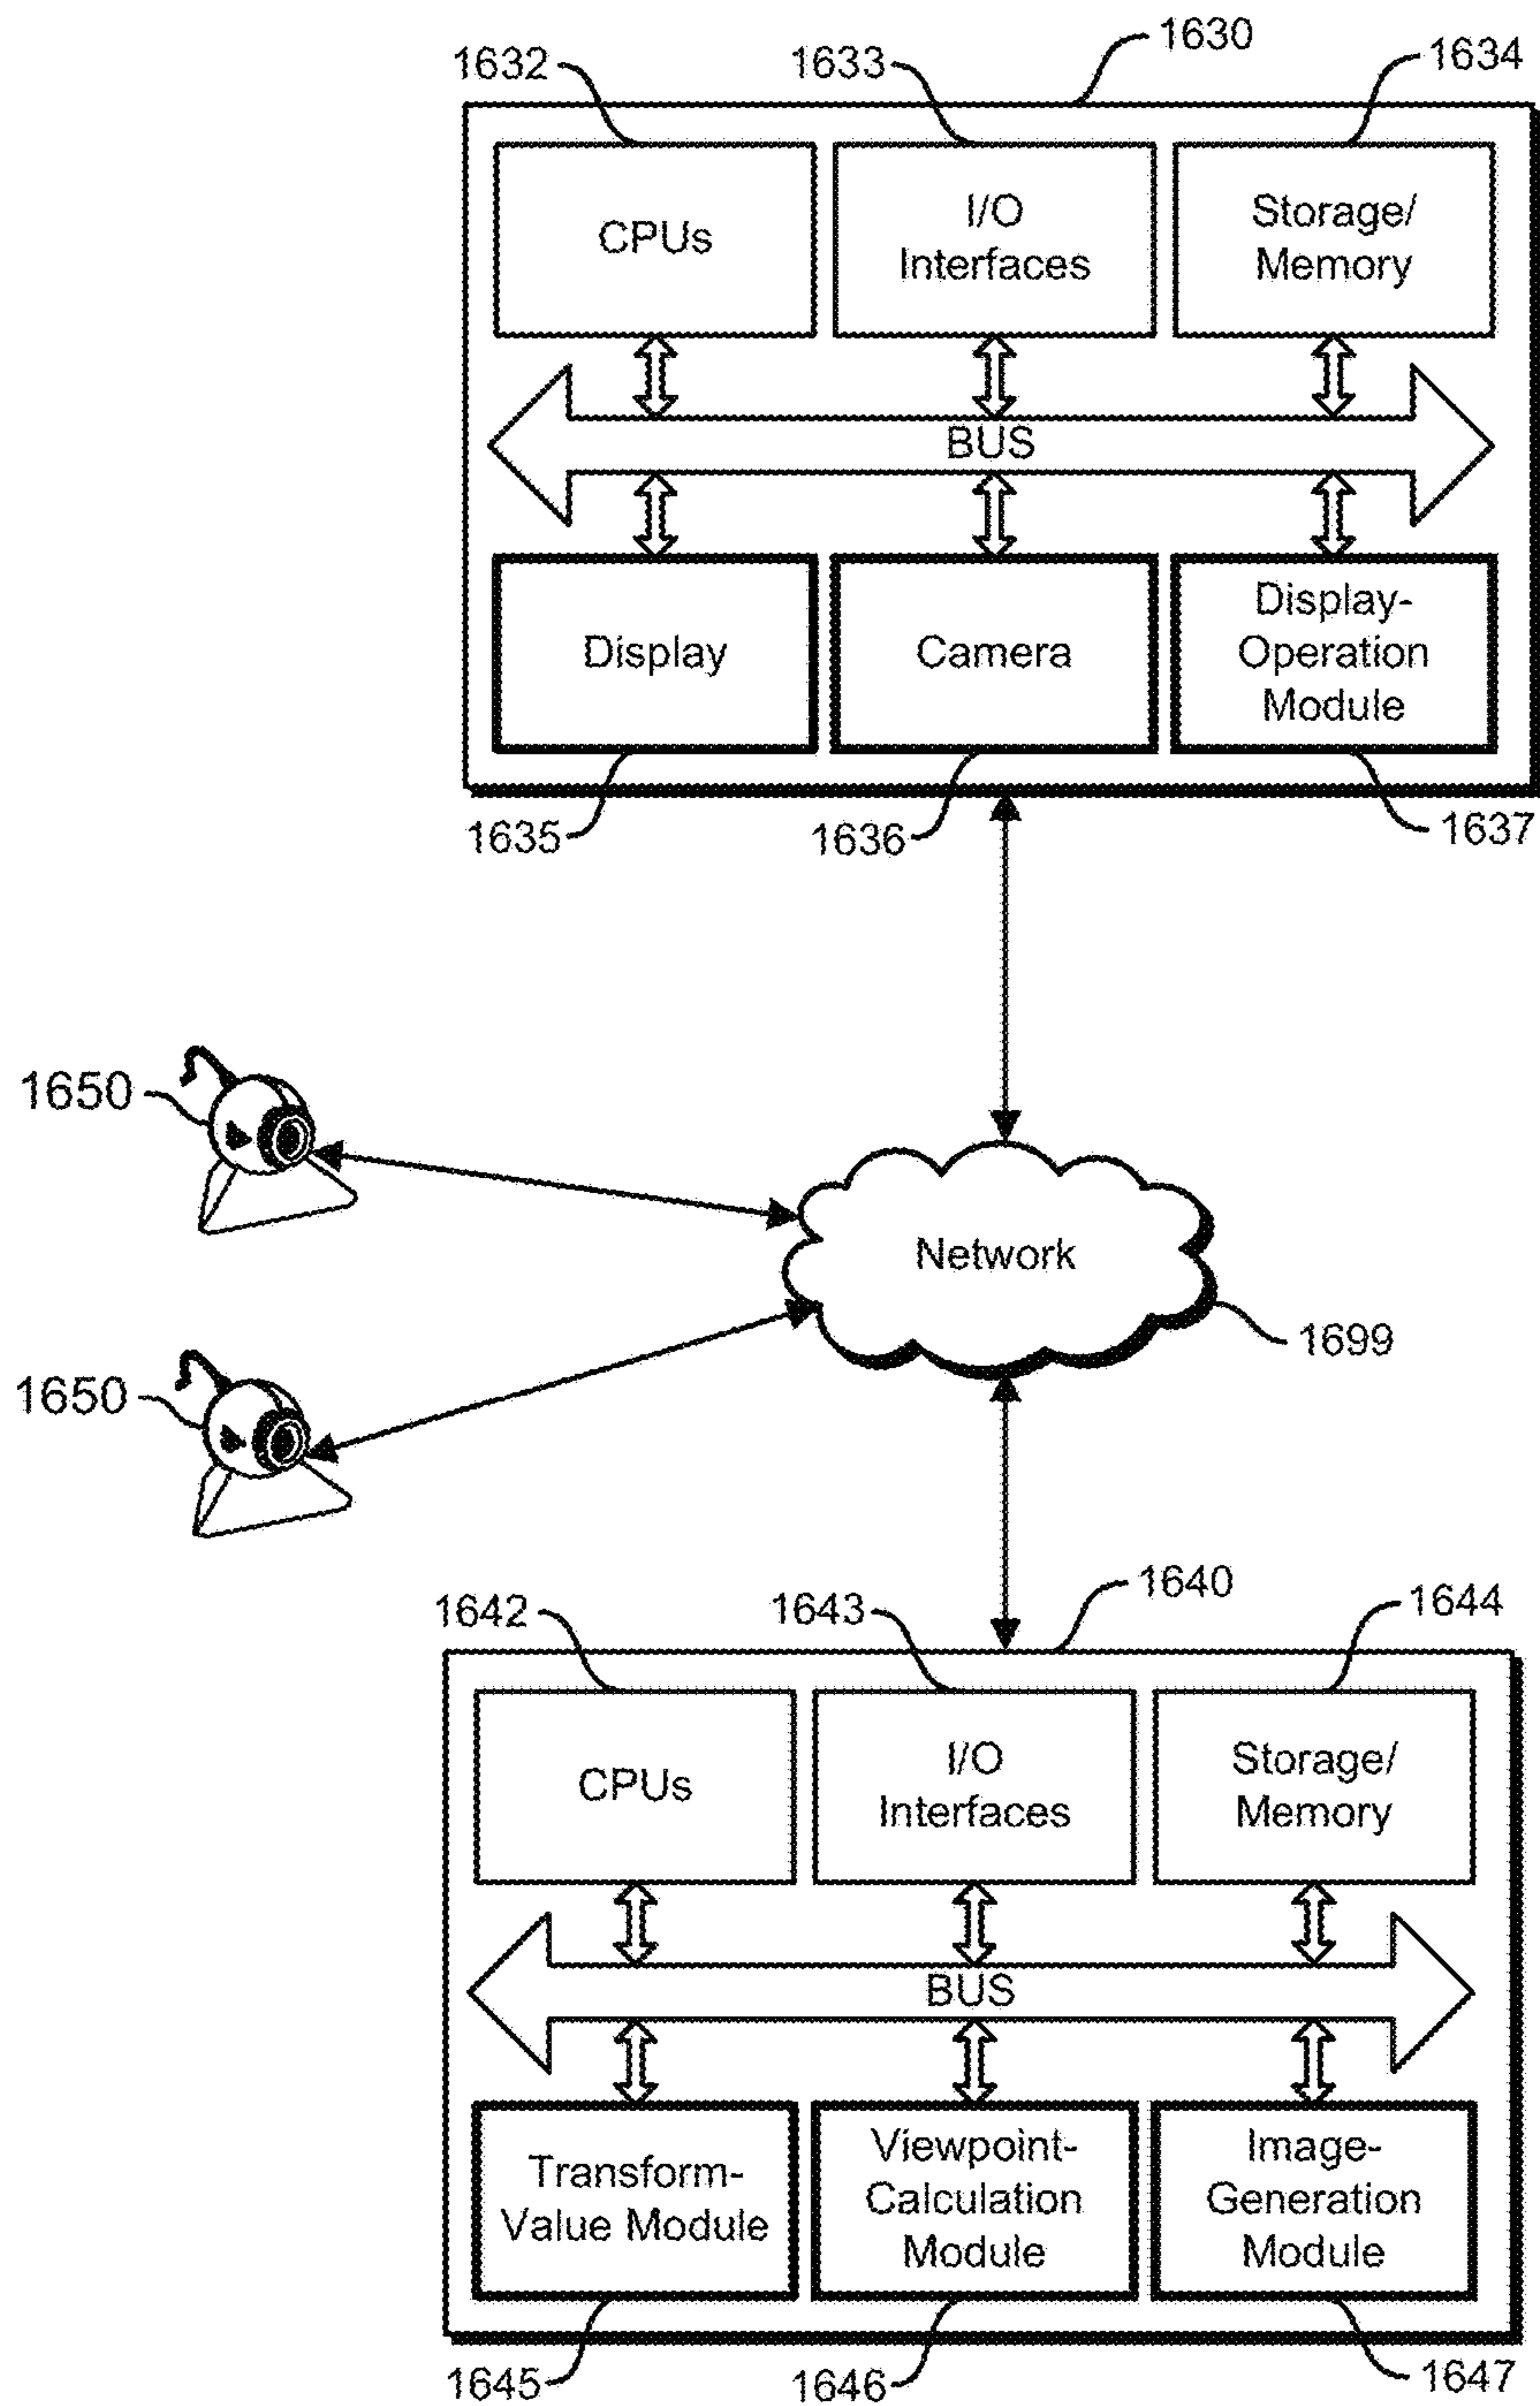 1630
1632
1633
1634
CPUs
I/O
Interfaces
Storage/
Memory
BUS
Display
Camera
Display-
Operation
Module
1635
1636
1637
1650
Network
1699
1650
1640
1642
1643
1644
CPUs
I/O
Interfaces
Storage/
Memory
BUS
Transform-
Value Module
Viewpoint-
Calculation
Module
Image-
Generation
Module
1645
1646
1647